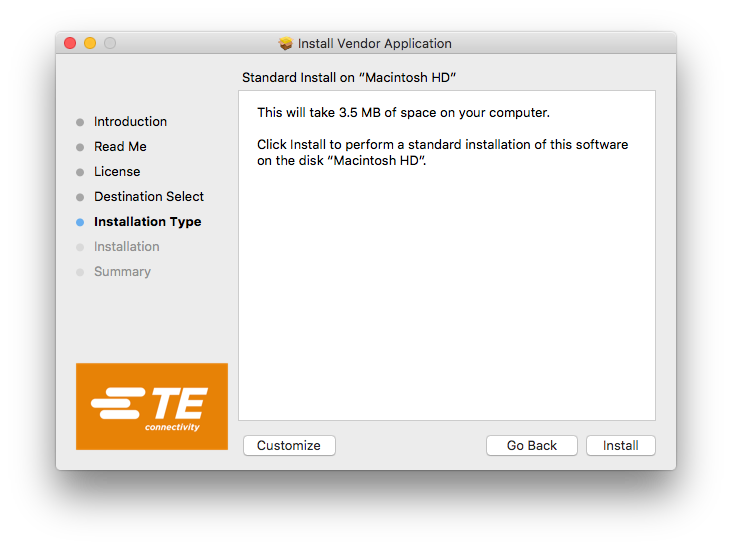 Install Vendor Application
Standard Install on “Macintosh HD”
Introduction
Read Me
License
Destination Select
Installation Type
Installation
Summary
This will take 3.5 MB of space on your computer.
Click Install to perform a standard installation of this software
on the disk “Macintosh HD”.
TE
connectivity
Customize
Go Back
Install